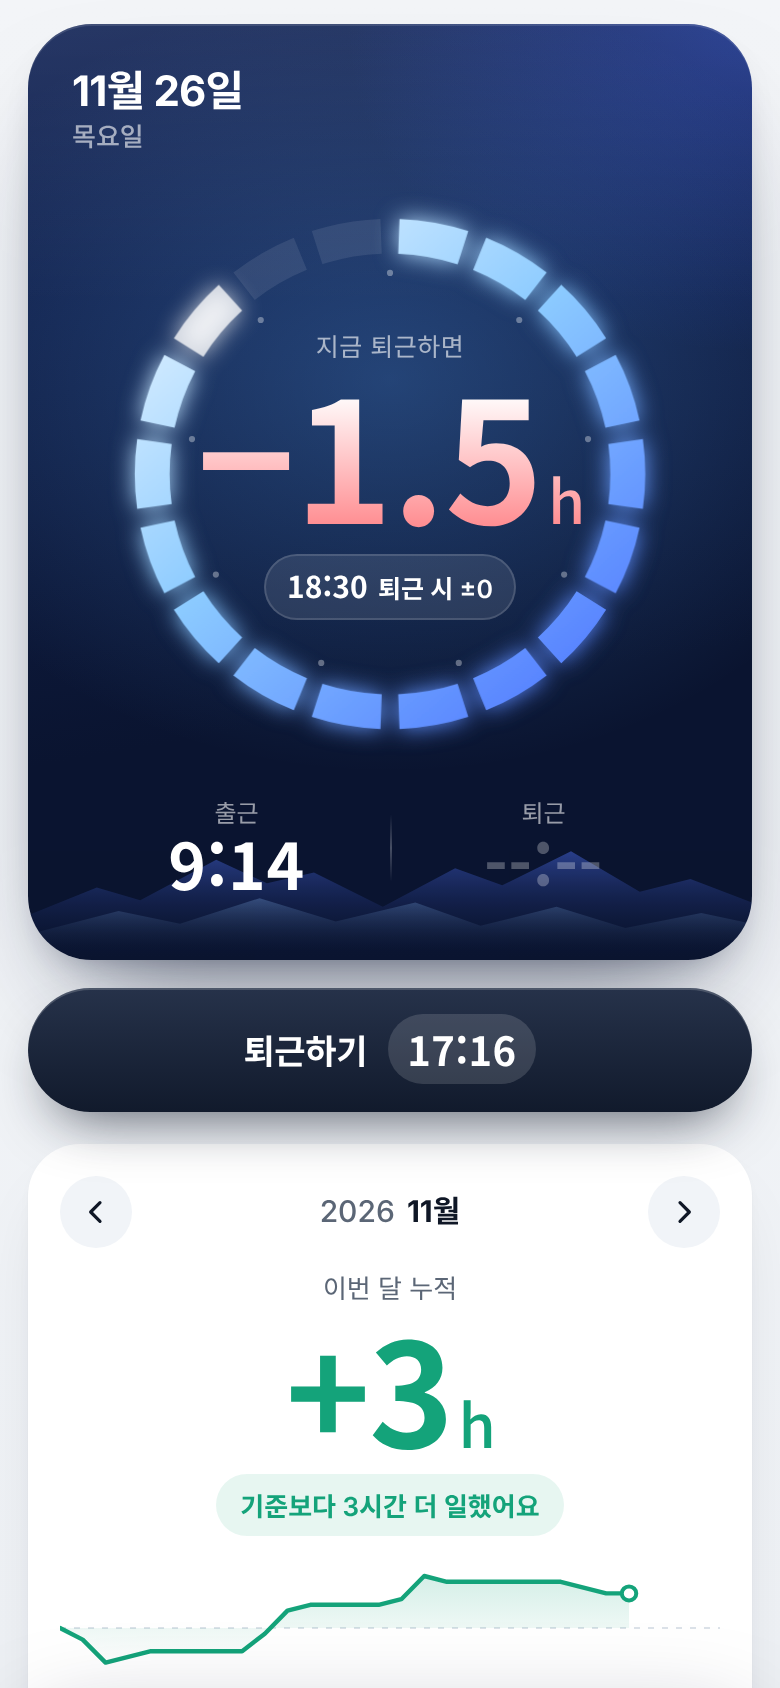 11월 26일
목요일
지금 퇴근하면
−1.5h
18:30 퇴근 시 ±0
출근
9:14
퇴근
--:--
퇴근하기 17:16
2026 11월
이번 달 누적
+3h
기준보다 3시간 더 일했어요